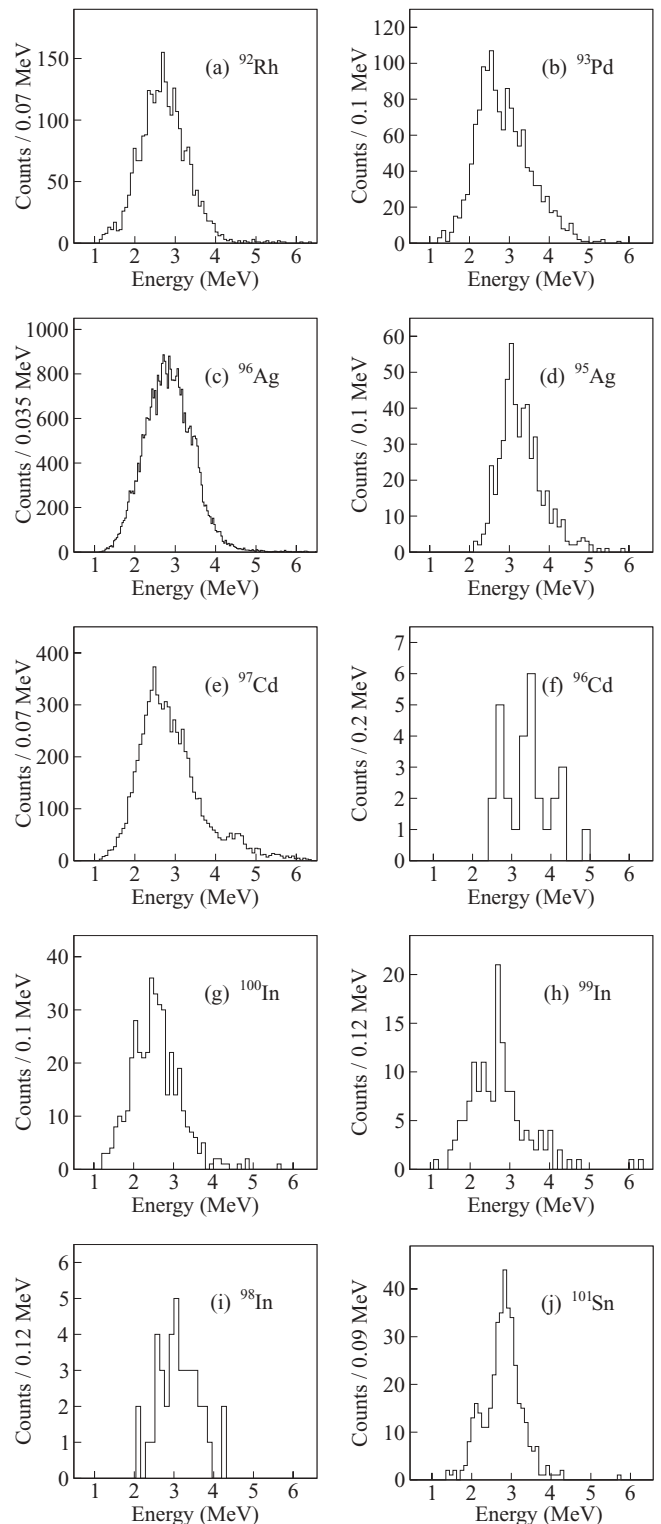 (a) ⁹²Rh
150
100
50
0
Counts / 0.07 MeV
1 2 3 4 5 6
Energy (MeV)
(b) ⁹³Pd
120
100
80
60
40
20
0
Counts / 0.1 MeV
1 2 3 4 5 6
Energy (MeV)
(c) ⁹⁶Ag
1000
800
600
400
200
0
Counts / 0.035 MeV
1 2 3 4 5 6
Energy (MeV)
(d) ⁹⁵Ag
60
50
40
30
20
10
0
Counts / 0.1 MeV
1 2 3 4 5 6
Energy (MeV)
(e) ⁹⁷Cd
400
300
200
100
0
Counts / 0.07 MeV
1 2 3 4 5 6
Energy (MeV)
(f) ⁹⁶Cd
7
6
5
4
3
2
1
0
Counts / 0.2 MeV
1 2 3 4 5 6
Energy (MeV)
(g) ¹⁰⁰In
40
30
20
10
0
Counts / 0.1 MeV
1 2 3 4 5 6
Energy (MeV)
(h) ⁹⁹In
20
15
10
5
0
Counts / 0.12 MeV
1 2 3 4 5 6
Energy (MeV)
(i) ⁹⁸In
6
5
4
3
2
1
0
Counts / 0.12 MeV
1 2 3 4 5 6
Energy (MeV)
(j) ¹⁰¹Sn
40
30
20
10
0
Counts / 0.09 MeV
1 2 3 4 5 6
Energy (MeV)